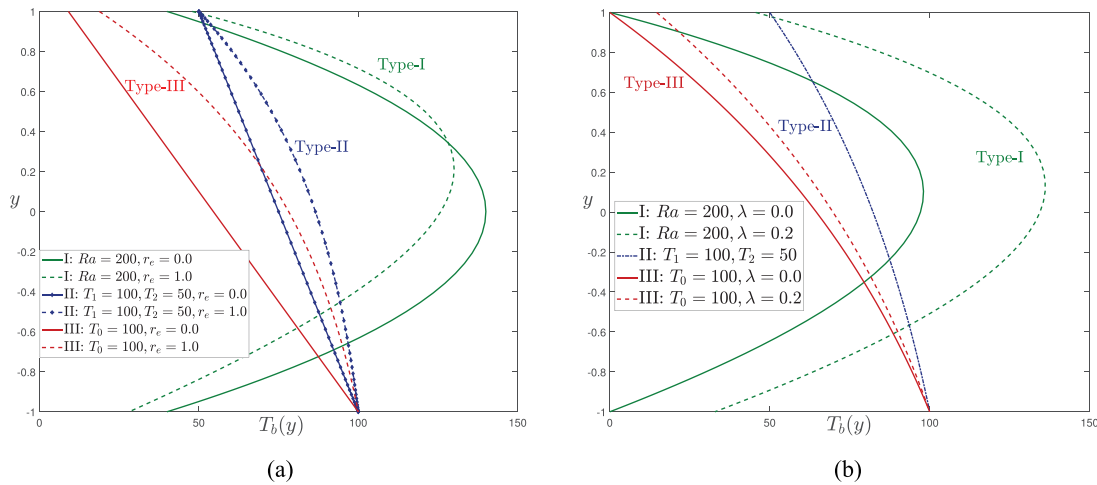 1
0.8
0.6
0.4
0.2
0
-0.2
-0.4
-0.6
-0.8
-1
y
Type-I
Type-III
Type-II
I: Ra = 200, r_e = 0.0
I: Ra = 200, r_e = 1.0
II: T_1 = 100, T_2 = 50, r_e = 0.0
II: T_1 = 100, T_2 = 50, r_e = 1.0
III: T_0 = 100, r_e = 0.0
III: T_0 = 100, r_e = 1.0
0 50 100 150
T_b(y)
(a)
1
0.8
0.6
0.4
0.2
0
-0.2
-0.4
-0.6
-0.8
-1
y
Type-III
Type-II
Type-I
I: Ra = 200, λ = 0.0
I: Ra = 200, λ = 0.2
II: T_1 = 100, T_2 = 50
III: T_0 = 100, λ = 0.0
III: T_0 = 100, λ = 0.2
0 50 100 150
T_b(y)
(b)